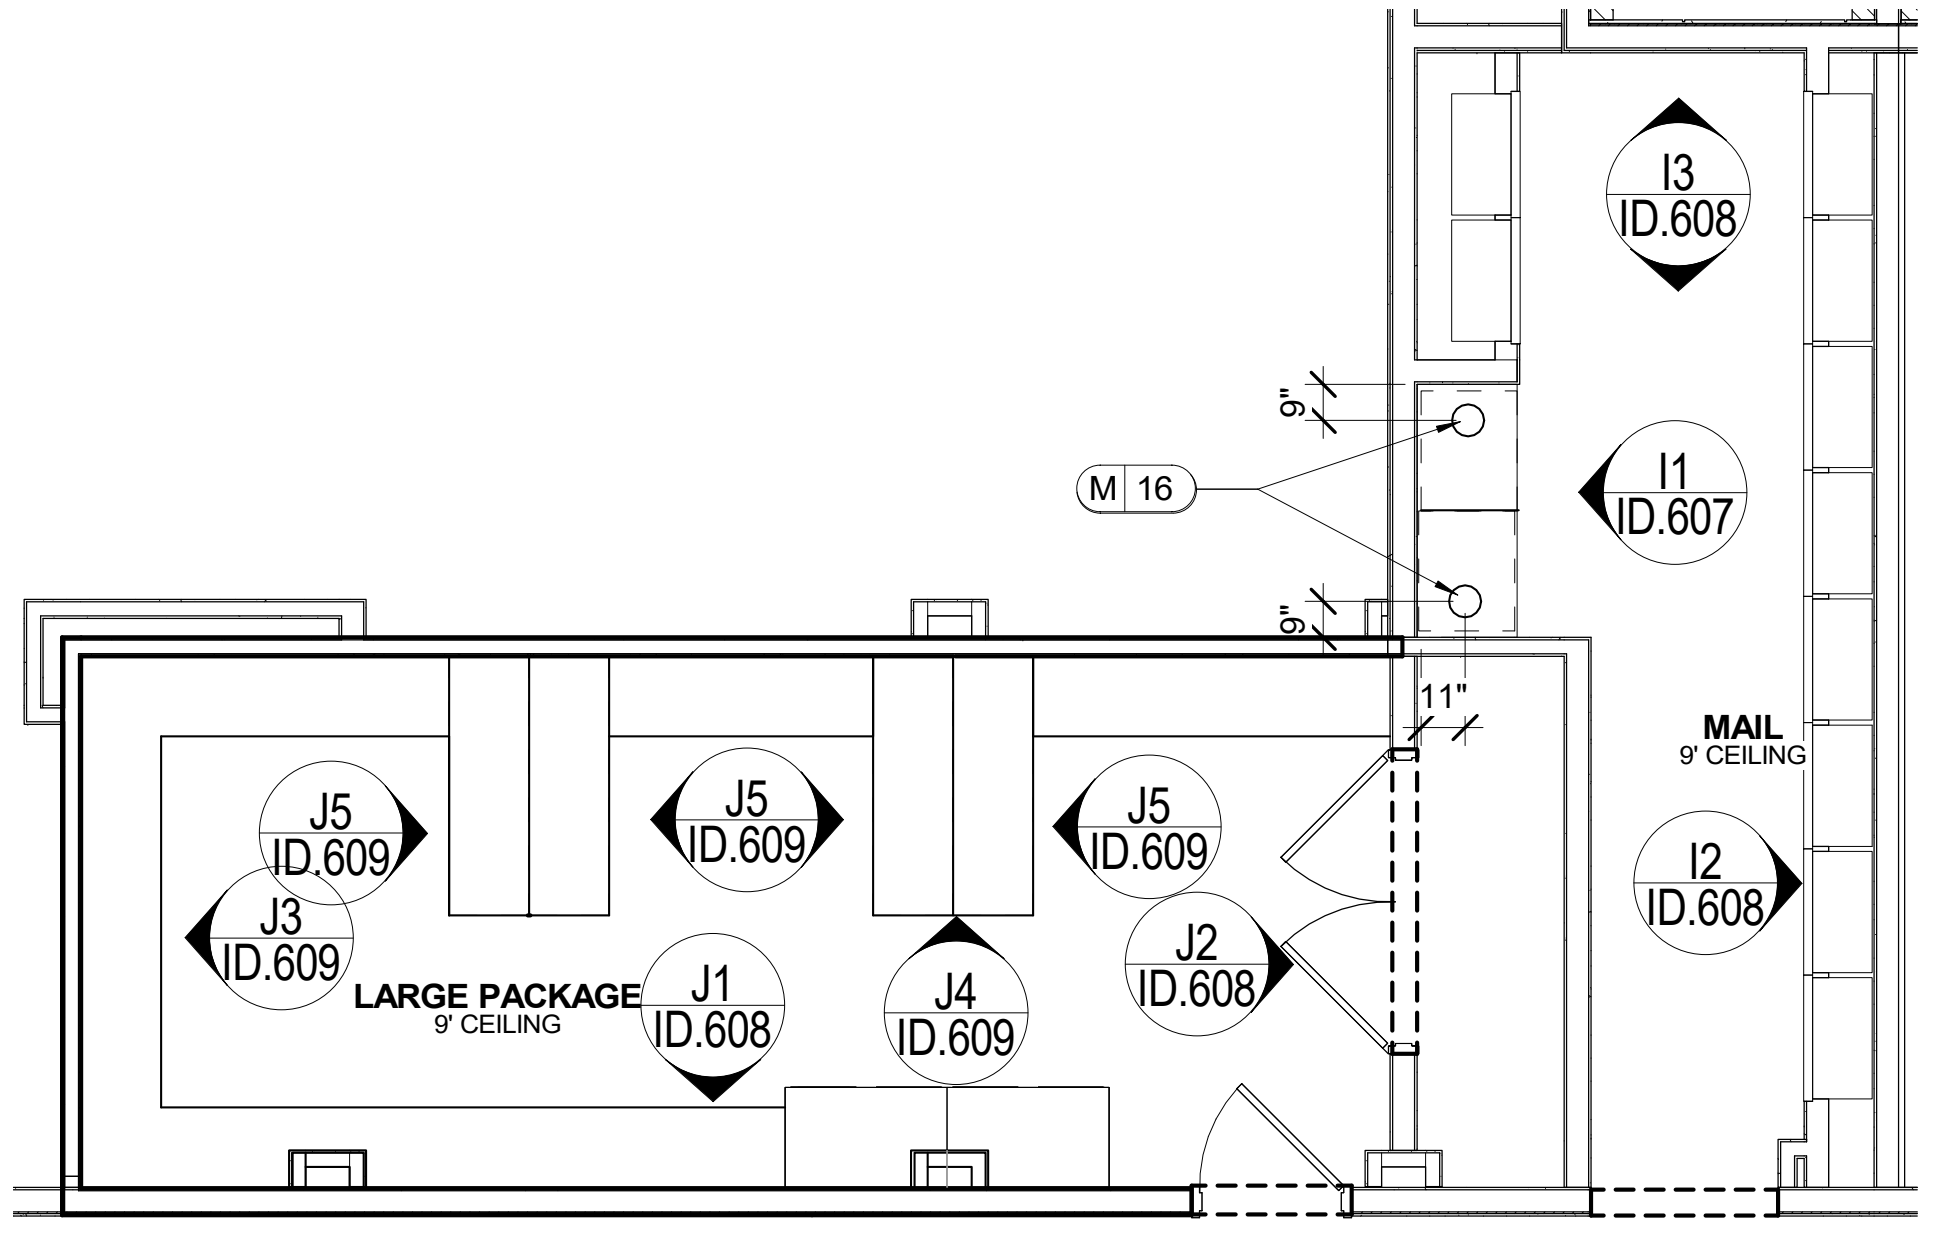 I3
ID.608
9"
M 16
I1
ID.607
9"
11"
MAIL
9' CEILING
J5
ID.609
J5
ID.609
J5
ID.609
I2
ID.608
J3
ID.609
J2
ID.608
LARGE PACKAGE
9' CEILING
J1
ID.608
J4
ID.609